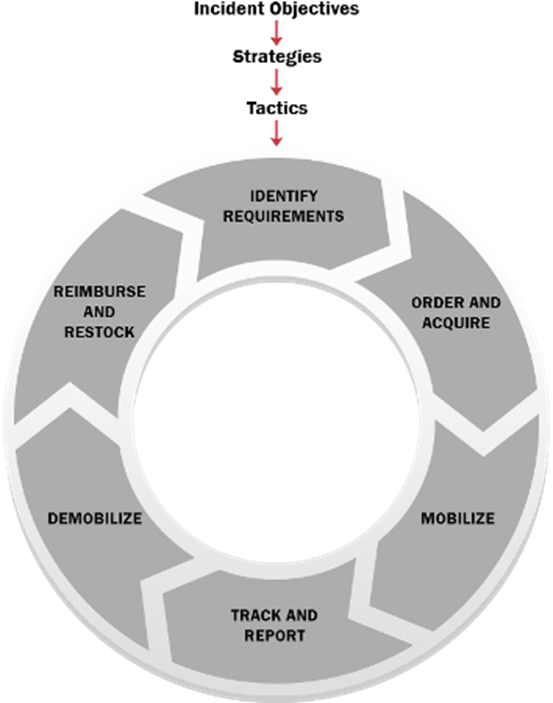 Incident Objectives
Strategies
Tactics
IDENTIFY
REQUIREMENTS
ORDER AND
ACQUIRE
MOBILIZE
TRACK AND
REPORT
DEMOBILIZE
REIMBURSE
AND
RESTOCK